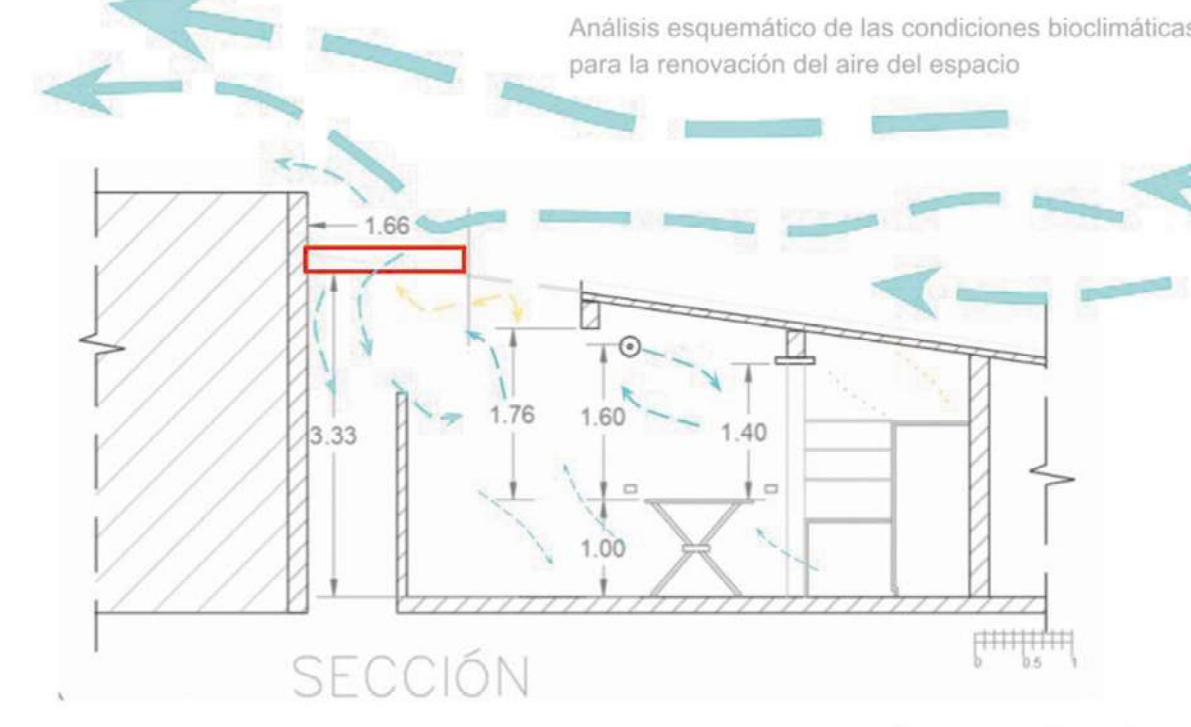 Análisis esquemático de las condiciones bioclimáticas
para la renovación del aire del espacio
1.66
3.33
1.76
1.60
1.40
1.00
0 0.5 1
SECCIÓN